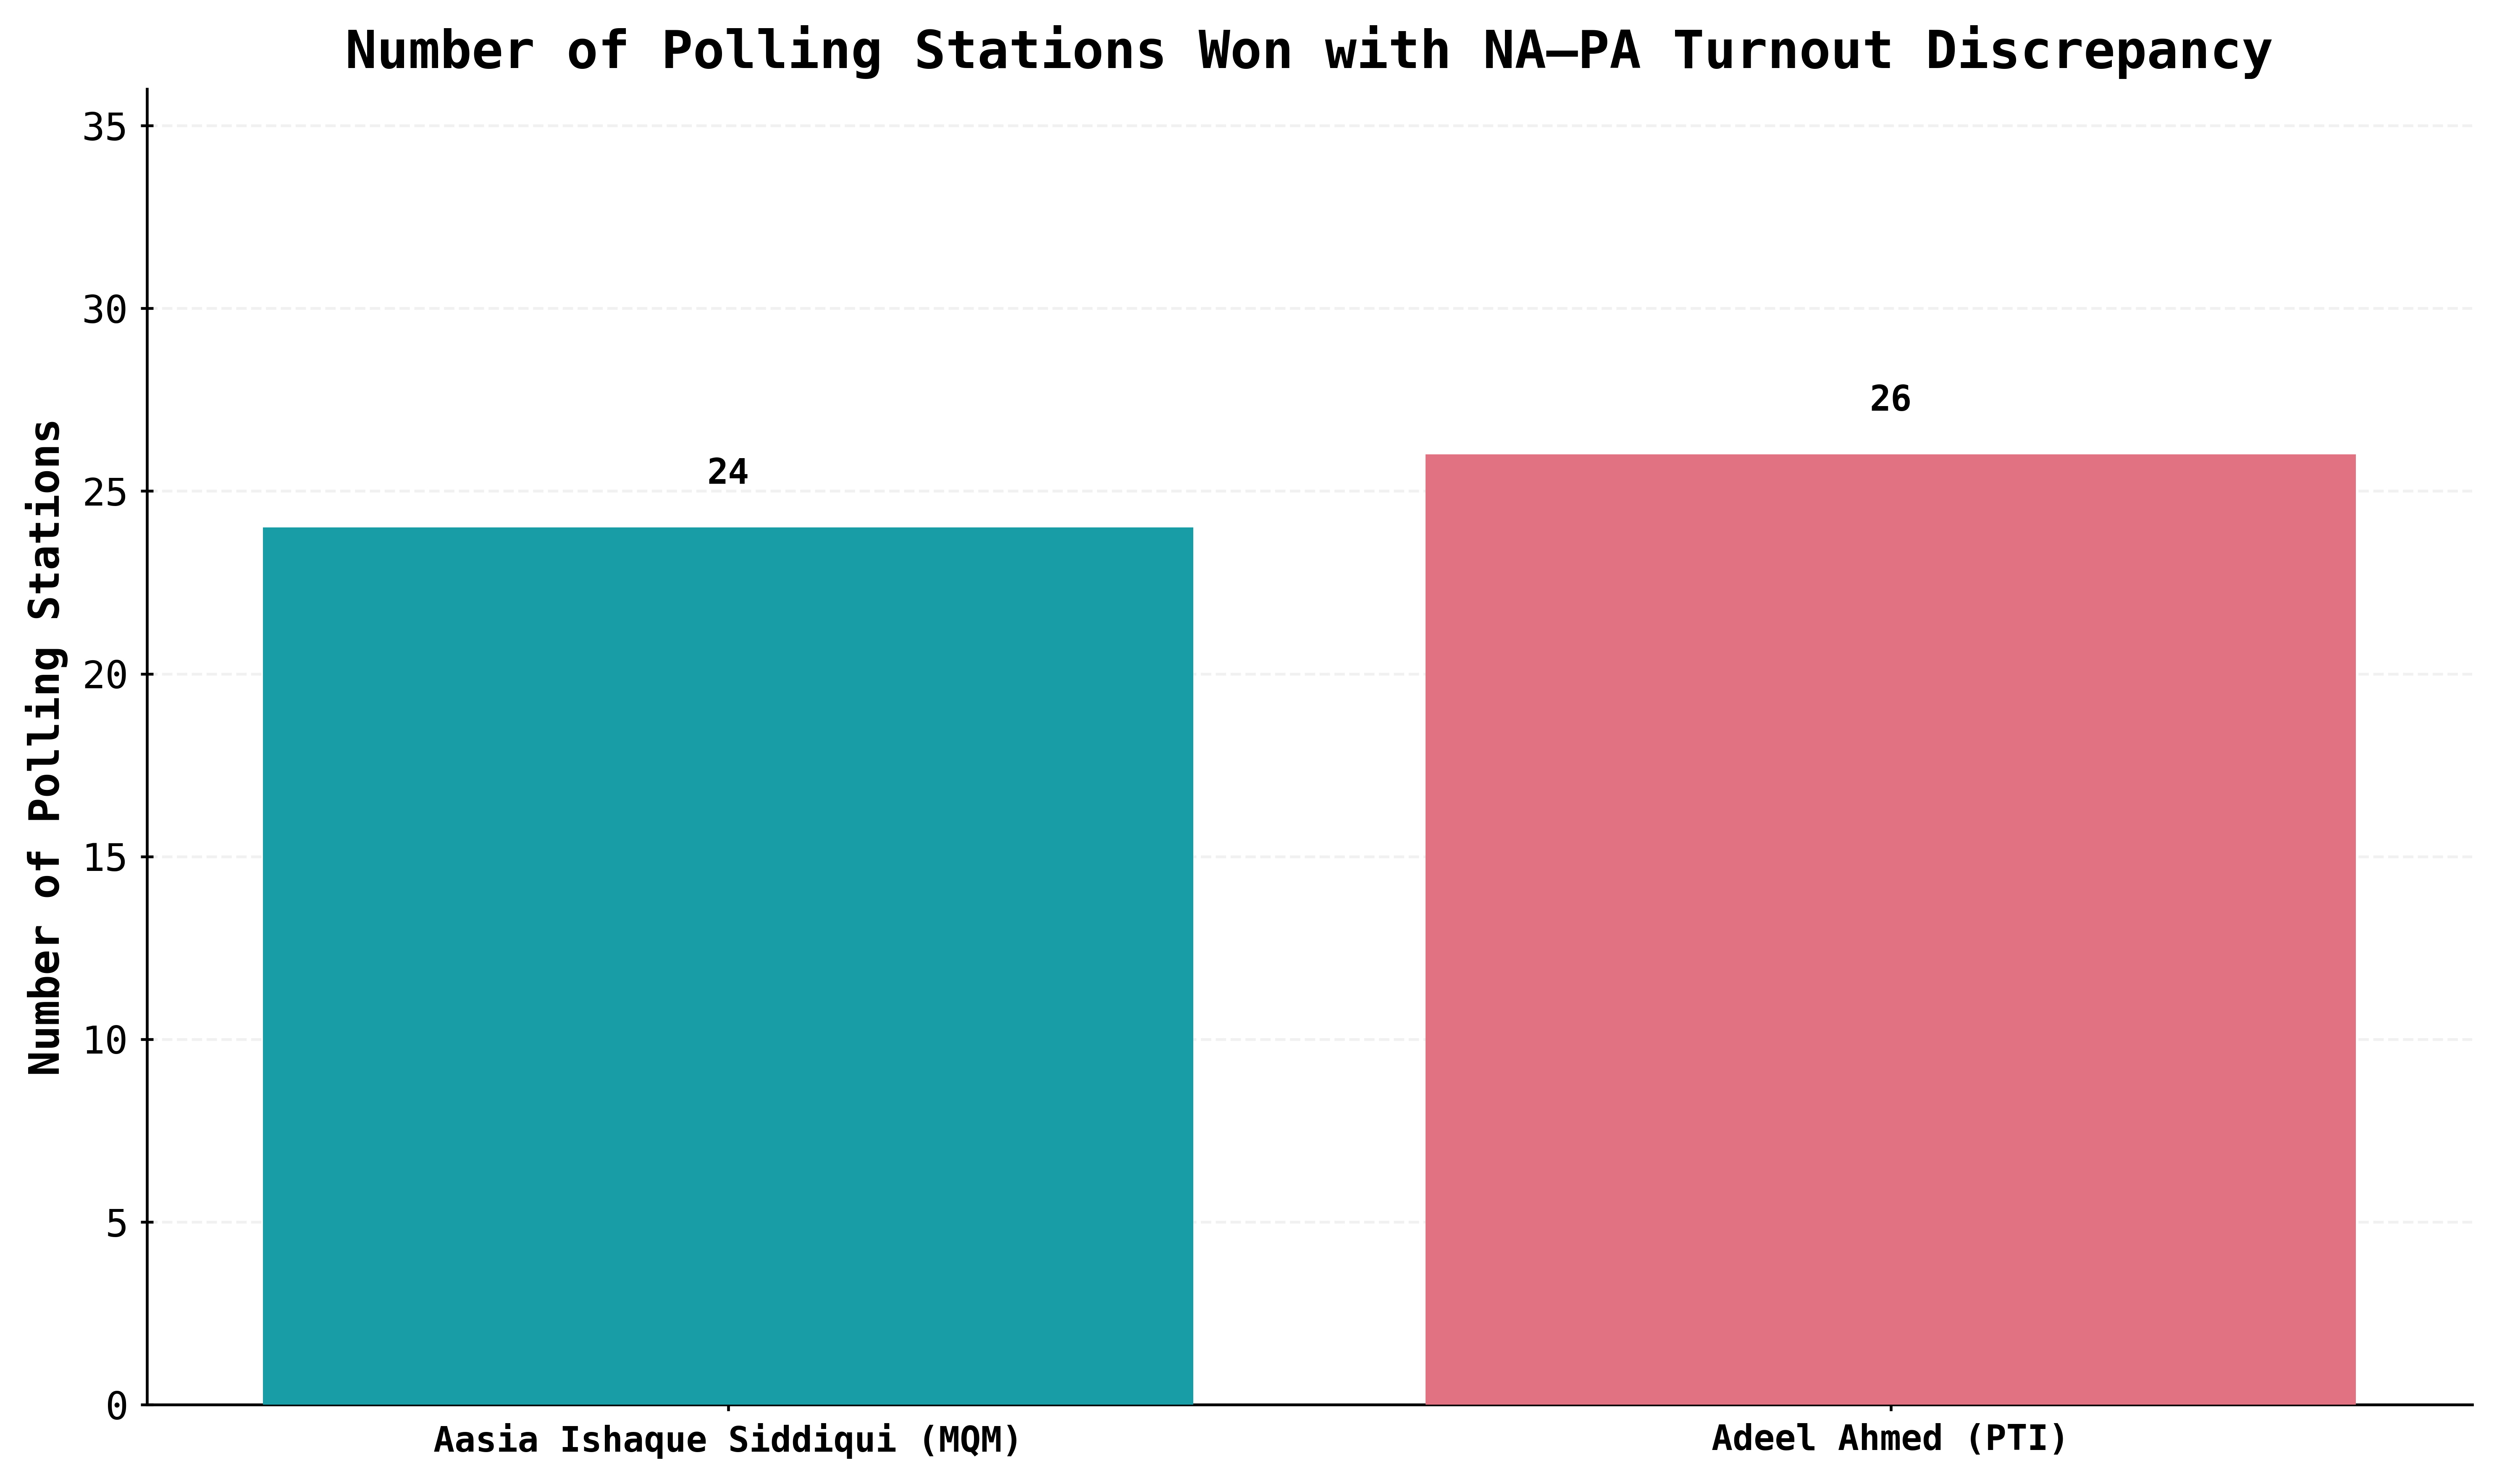 Number of Polling Stations Won with NA–PA Turnout Discrepancy
Number of Polling Stations
35
30
25
20
15
10
5
0
24
26
Aasia Ishaque Siddiqui (MQM)
Adeel Ahmed (PTI)